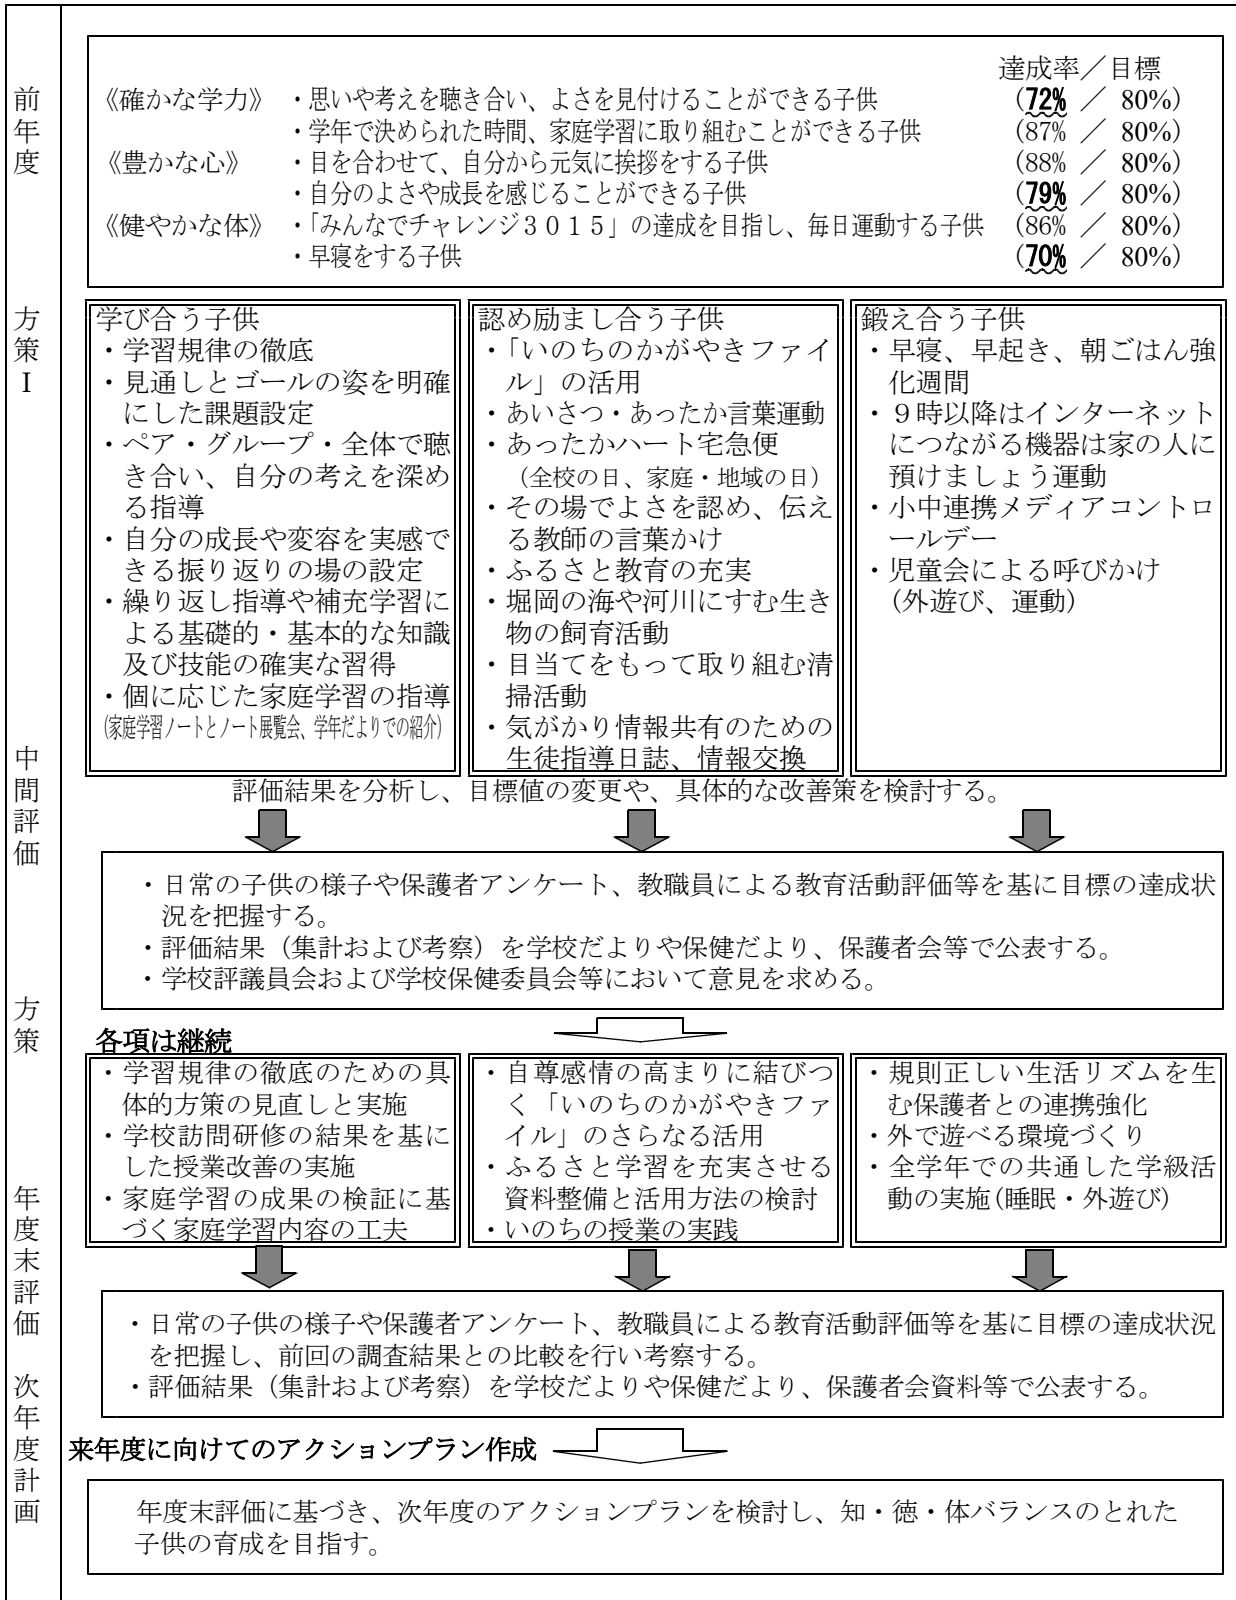 前年度
達成率／目標
《確かな学力》 ・思いや考えを聴き合い、よさを見付けることができる子供 (72% ／ 80%)
・学年で決められた時間、家庭学習に取り組むことができる子供 (87% ／ 80%)
《豊かな心》 ・目を合わせて、自分から元気に挨拶をする子供 (88% ／ 80%)
・自分のよさや成長を感じることができる子供 (79% ／ 80%)
《健やかな体》 ・「みんなでチャレンジ３０１５」の達成を目指し、毎日運動する子供 (86% ／ 80%)
・早寝をする子供 (70% ／ 80%)
方策Ⅰ
学び合う子供
・学習規律の徹底
・見通しとゴールの姿を明確
にした課題設定
・ペア・グループ・全体で聴
き合い、自分の考えを深め
る指導
・自分の成長や変容を実感で
きる振り返りの場の設定
・繰り返し指導や補充学習に
よる基礎的・基本的な知識
及び技能の確実な習得
・個に応じた家庭学習の指導
(家庭学習ノートとノート展覧会、学年だよりでの紹介)
認め励まし合う子供
・「いのちのかがやきファイ
ル」の活用
・あいさつ・あったか言葉運動
・あったかハート宅急便
（全校の日、家庭・地域の日）
・その場でよさを認め、伝え
る教師の言葉かけ
・ふるさと教育の充実
・堀岡の海や河川にすむ生き
物の飼育活動
・目当てをもって取り組む清
掃活動
・気がかり情報共有のための
生徒指導日誌、情報交換
鍛え合う子供
・早寝、早起き、朝ごはん強
化週間
・９時以降はインターネット
につながる機器は家の人に
預けましょう運動
・小中連携メディアコントロ
ールデー
・児童会による呼びかけ
(外遊び、運動)
中間評価
評価結果を分析し、目標値の変更や、具体的な改善策を検討する。
・日常の子供の様子や保護者アンケート、教職員による教育活動評価等を基に目標の達成状
況を把握する。
・評価結果（集計および考察）を学校だよりや保健だより、保護者会等で公表する。
・学校評議員会および学校保健委員会等において意見を求める。
方策
各項は継続
・学習規律の徹底のための具
体的方策の見直しと実施
・学校訪問研修の結果を基に
した授業改善の実施
・家庭学習の成果の検証に基
づく家庭学習内容の工夫
・自尊感情の高まりに結びつ
く「いのちのかがやきファ
イル」のさらなる活用
・ふるさと学習を充実させる
資料整備と活用方法の検討
・いのちの授業の実践
・規則正しい生活リズムを生
む保護者との連携強化
・外で遊べる環境づくり
・全学年での共通した学級活
動の実施(睡眠・外遊び)
年度末評価
・日常の子供の様子や保護者アンケート、教職員による教育活動評価等を基に目標の達成状況
を把握し、前回の調査結果との比較を行い考察する。
・評価結果（集計および考察）を学校だよりや保健だより、保護者会資料等で公表する。
次年度計画
来年度に向けてのアクションプラン作成
年度末評価に基づき、次年度のアクションプランを検討し、知・徳・体バランスのとれた
子供の育成を目指す。